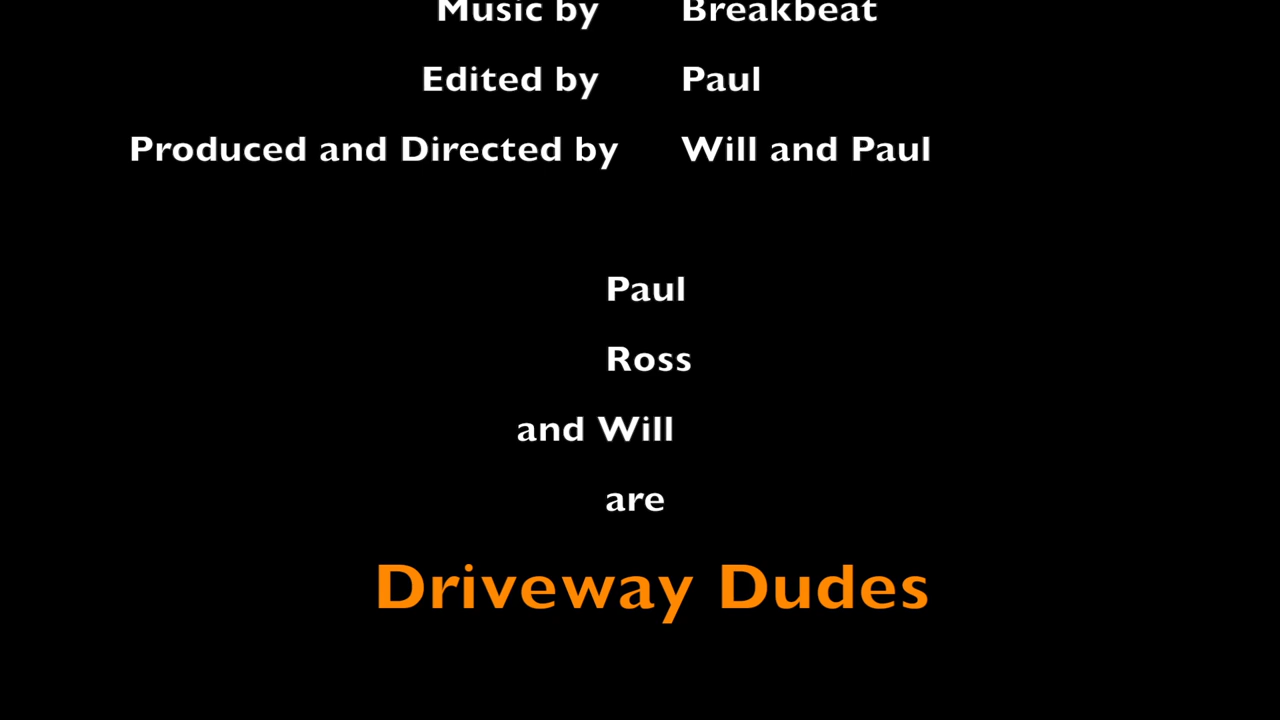 Music by Breakbeat
Edited by Paul
Produced and Directed by Will and Paul
Paul
Ross
and Will
are
Driveway Dudes